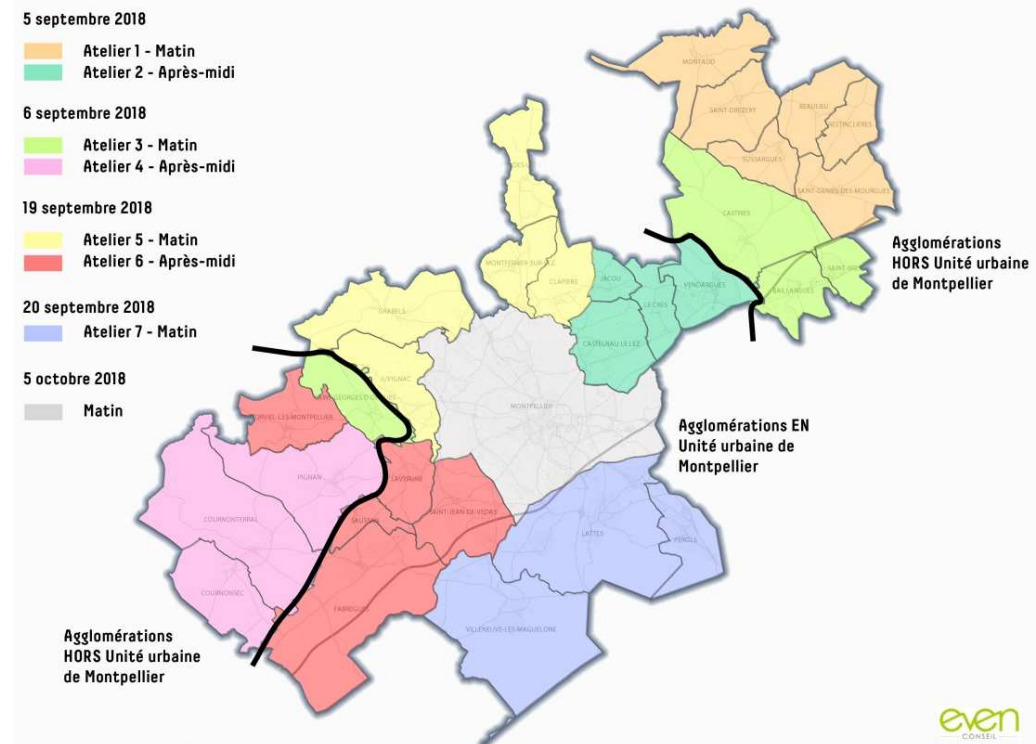 5 septembre 2018
Atelier 1 - Matin
Atelier 2 - Après-midi
6 septembre 2018
Atelier 3 - Matin
Atelier 4 - Après-midi
19 septembre 2018
Atelier 5 - Matin
Atelier 6 - Après-midi
20 septembre 2018
Atelier 7 - Matin
5 octobre 2018
Matin
MONTAUD
SAINT-DREZERY
BEAULIEU
RESTINCLIERES
SUSSARGUES
SAINT-GENIES-DES-MOURGUES
CASTRIES
Agglomérations
HORS Unité urbaine
de Montpellier
MONTFERRIER-SUR-LEZ
CLAPIERS
JACOU
LE CRES
VENDARGUES
BAILLARGUES
CASTELNAU LE LEZ
GRABELS
JUVIGNAC
MONTPELLIER
Agglomérations EN
Unité urbaine de
Montpellier
PIGNAN
LAVERUNE
SAUSSAN
SAINT-JEAN-DE-VEDAS
COURNONTERRAL
COURNONSEC
FABREGUES
LATTES
PEROLS
VILLENEUVE-LES-MAGUELONE
Agglomérations
HORS Unité urbaine
de Montpellier
even
CONSEIL